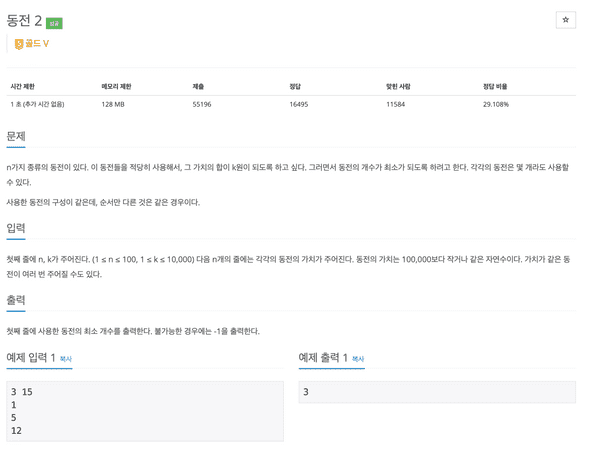 동전 2 성공
☆
5 골드 V
시간 제한 메모리 제한 제출 정답 맞힌 사람 정답 비율
1 초 (추가 시간 없음) 128 MB 55196 16495 11584 29.108%
문제
n가지 종류의 동전이 있다. 이 동전들을 적당히 사용해서, 그 가치의 합이 k원이 되도록 하고 싶다. 그러면서 동전의 개수가 최소가 되도록 하려고 한다. 각각의 동전은 몇 개라도 사용할
수 있다.
사용한 동전의 구성이 같은데, 순서만 다른 것은 같은 경우이다.
입력
첫째 줄에 n, k가 주어진다. (1 ≤ n ≤ 100, 1 ≤ k ≤ 10,000) 다음 n개의 줄에는 각각의 동전의 가치가 주어진다. 동전의 가치는 100,000보다 작거나 같은 자연수이다. 가치가 같은 동
전이 여러 번 주어질 수도 있다.
출력
첫째 줄에 사용한 동전의 최소 개수를 출력한다. 불가능한 경우에는 -1을 출력한다.
예제 입력 1 복사
3 15
1
5
12
예제 출력 1 복사
3